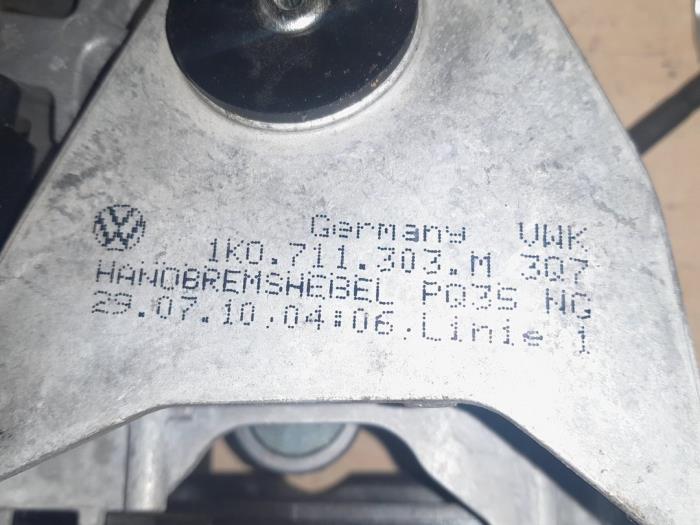 Germany VWK
1K0.711.303.M 3Q7
HANDBREMSHEBEL PQ35 NG
29.07.10.04:06.Linie 1